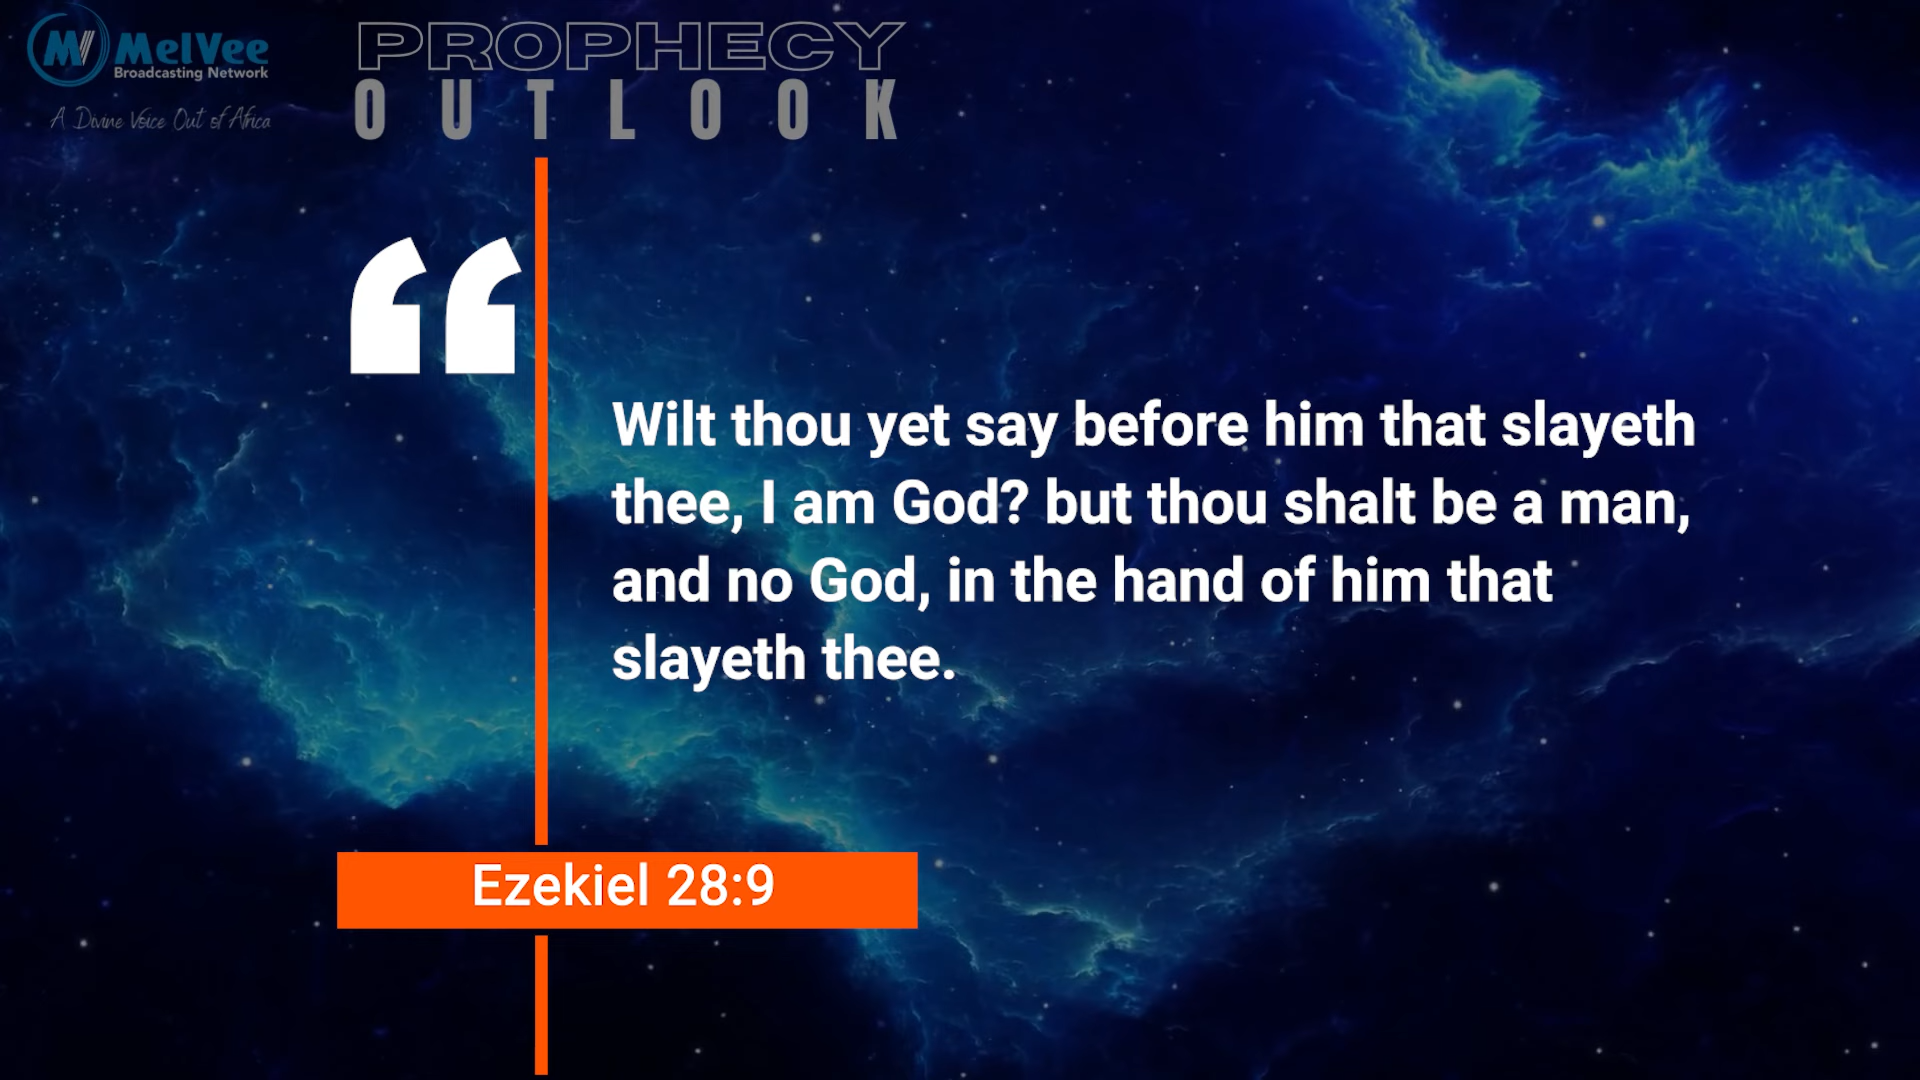 MV MelVee
Broadcasting Network
A Divine Voice Out of Africa
PROPHECY
OUTLOOK
“
Wilt thou yet say before him that slayeth
thee, I am God? but thou shalt be a man,
and no God, in the hand of him that
slayeth thee.
Ezekiel 28:9